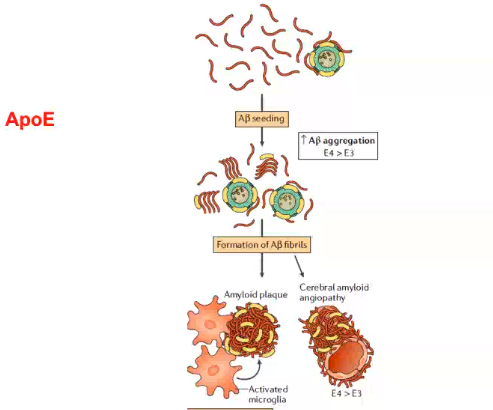 ApoE
Aβ seeding
↑ Aβ aggregation
E4 > E3
Formation of Aβ fibrils
Amyloid plaque
Cerebral amyloid
angiopathy
Activated
microglia
E4 > E3